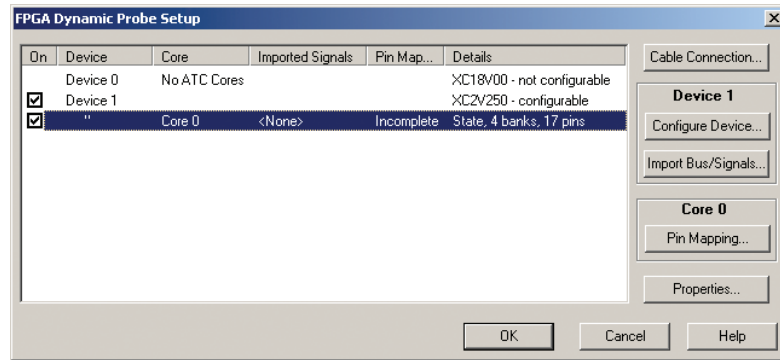 FPGA Dynamic Probe Setup
On Device Core Imported Signals Pin Map... Details
Device 0 No ATC Cores XC18V00 - not configurable
Device 1 XC2V250 - configurable
" Core 0 <None> Incomplete State, 4 banks, 17 pins
Cable Connection...
Device 1
Configure Device...
Import Bus/Signals...
Core 0
Pin Mapping...
Properties...
OK Cancel Help